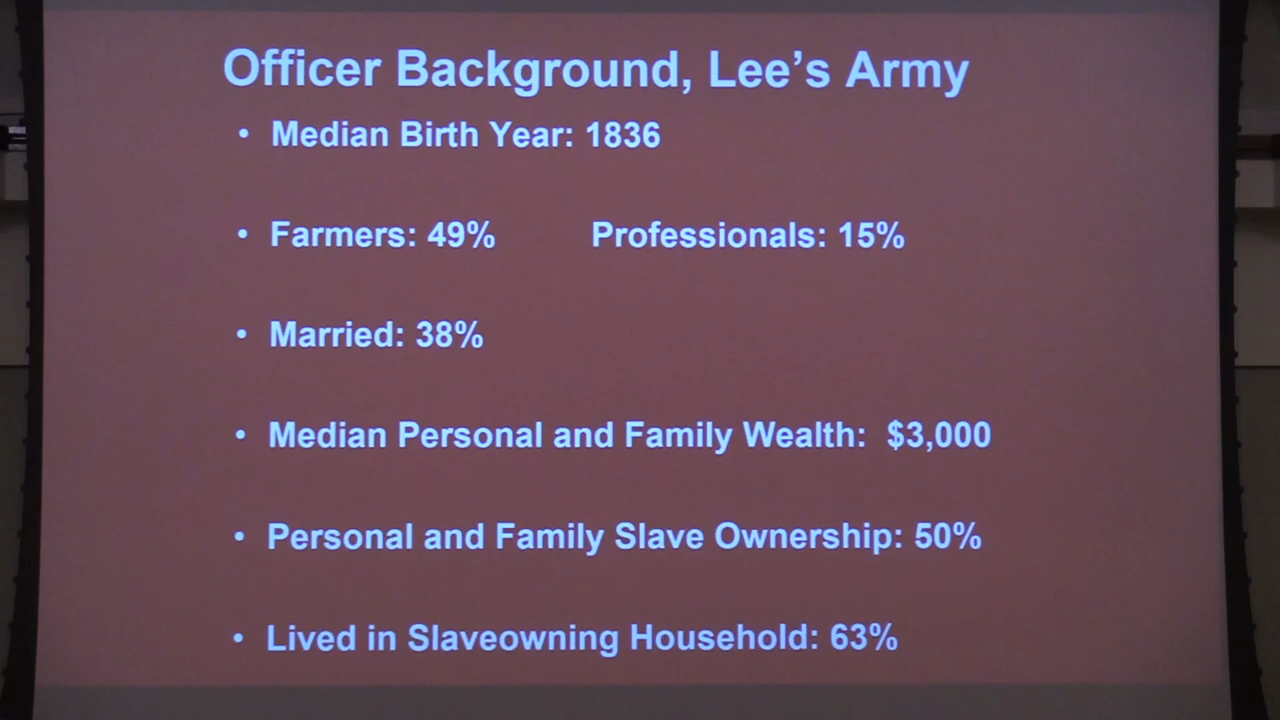 Officer Background, Lee's Army
• Median Birth Year: 1836
• Farmers: 49% Professionals: 15%
• Married: 38%
• Median Personal and Family Wealth: $3,000
• Personal and Family Slave Ownership: 50%
• Lived in Slaveowning Household: 63%